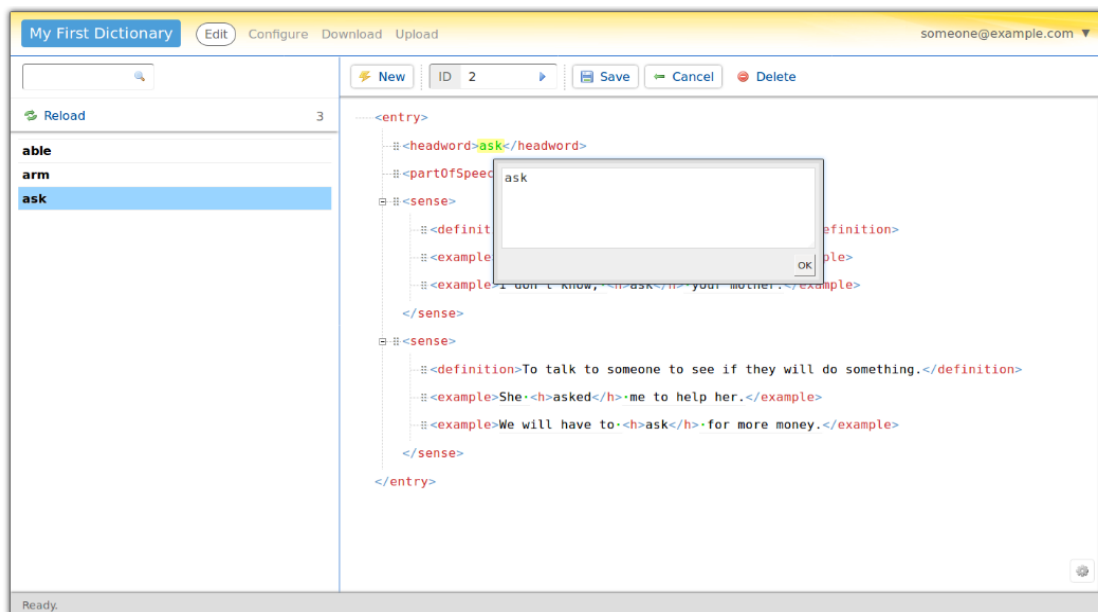 My First Dictionary Edit Configure Download Upload someone@example.com ▼
New ID 2 Save Cancel Delete
Reload 3
able
arm
ask
<entry>
<headword>ask</headword>
<partOfSpeec
ask
OK
<sense>
<definit efinition>
<example ple>
<example>I don't know,·<h>ask</h>·your mother.</example>
</sense>
<sense>
<definition>To talk to someone to see if they will do something.</definition>
<example>She·<h>asked</h>·me to help her.</example>
<example>We will have to·<h>ask</h>·for more money.</example>
</sense>
</entry>
Ready.